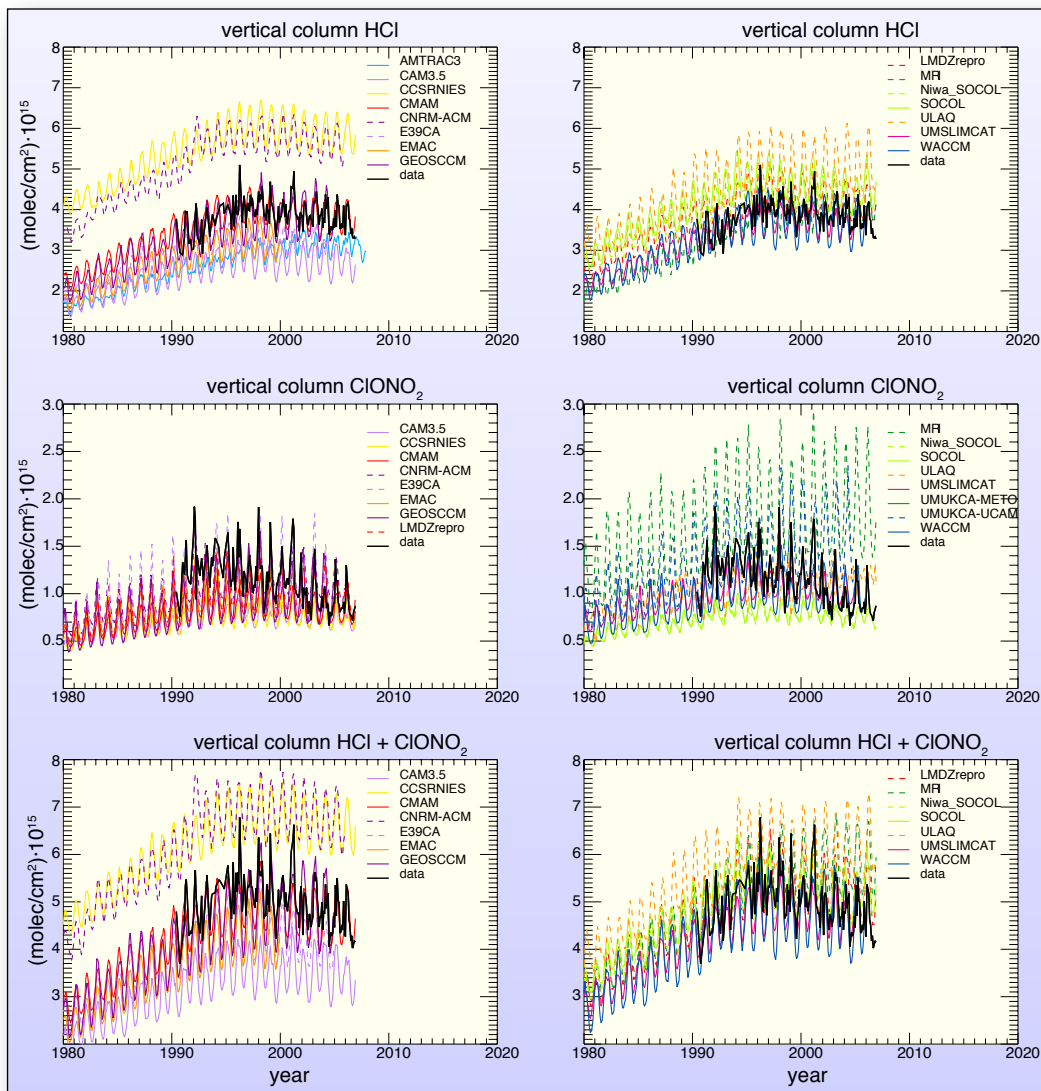 vertical column HCl
8
7
6
5
4
3
2
(molec/cm²)·10¹⁵
AMTRAC3
CAM3.5
CCSRNIES
CMAM
CNRM-ACM
E39CA
EMAC
GEOSCCM
data
1980 1990 2000 2010 2020
vertical column HCl
LMDZrepro
MRI
Niwa_SOCOL
SOCOL
ULAQ
UMSLIMCAT
WACCM
data
1980 1990 2000 2010 2020
vertical column ClONO₂
3.0
2.5
2.0
1.5
1.0
0.5
(molec/cm²)·10¹⁵
CAM3.5
CCSRNIES
CMAM
CNRM-ACM
E39CA
EMAC
GEOSCCM
LMDZrepro
data
1980 1990 2000 2010 2020
vertical column ClONO₂
MRI
Niwa_SOCOL
SOCOL
ULAQ
UMSLIMCAT
UMUKCA-METO
UMUKCA-UCAM
WACCM
data
1980 1990 2000 2010 2020
vertical column HCl + ClONO₂
8
7
6
5
4
3
(molec/cm²)·10¹⁵
CAM3.5
CCSRNIES
CMAM
CNRM-ACM
E39CA
EMAC
GEOSCCM
data
1980 1990 2000 2010 2020
year
vertical column HCl + ClONO₂
LMDZrepro
MRI
Niwa_SOCOL
SOCOL
ULAQ
UMSLIMCAT
WACCM
data
1980 1990 2000 2010 2020
year